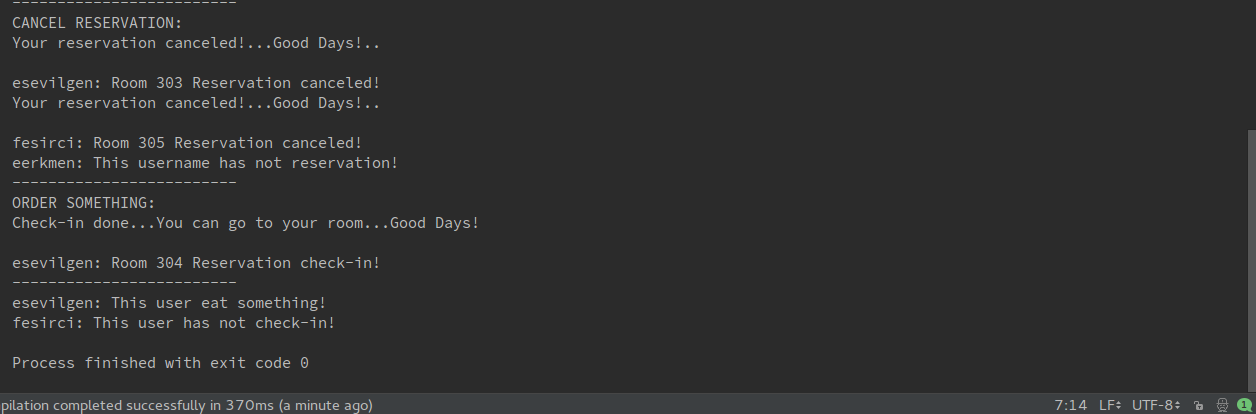 -------------------------
CANCEL RESERVATION:
Your reservation canceled!...Good Days!..
esevilgen: Room 303 Reservation canceled!
Your reservation canceled!...Good Days!..
fesirci: Room 305 Reservation canceled!
eerkmen: This username has not reservation!
-------------------------
ORDER SOMETHING:
Check-in done...You can go to your room...Good Days!
esevilgen: Room 304 Reservation check-in!
-------------------------
esevilgen: This user eat something!
fesirci: This user has not check-in!
Process finished with exit code 0
pilation completed successfully in 370ms (a minute ago) 7:14 LF UTF-8 1